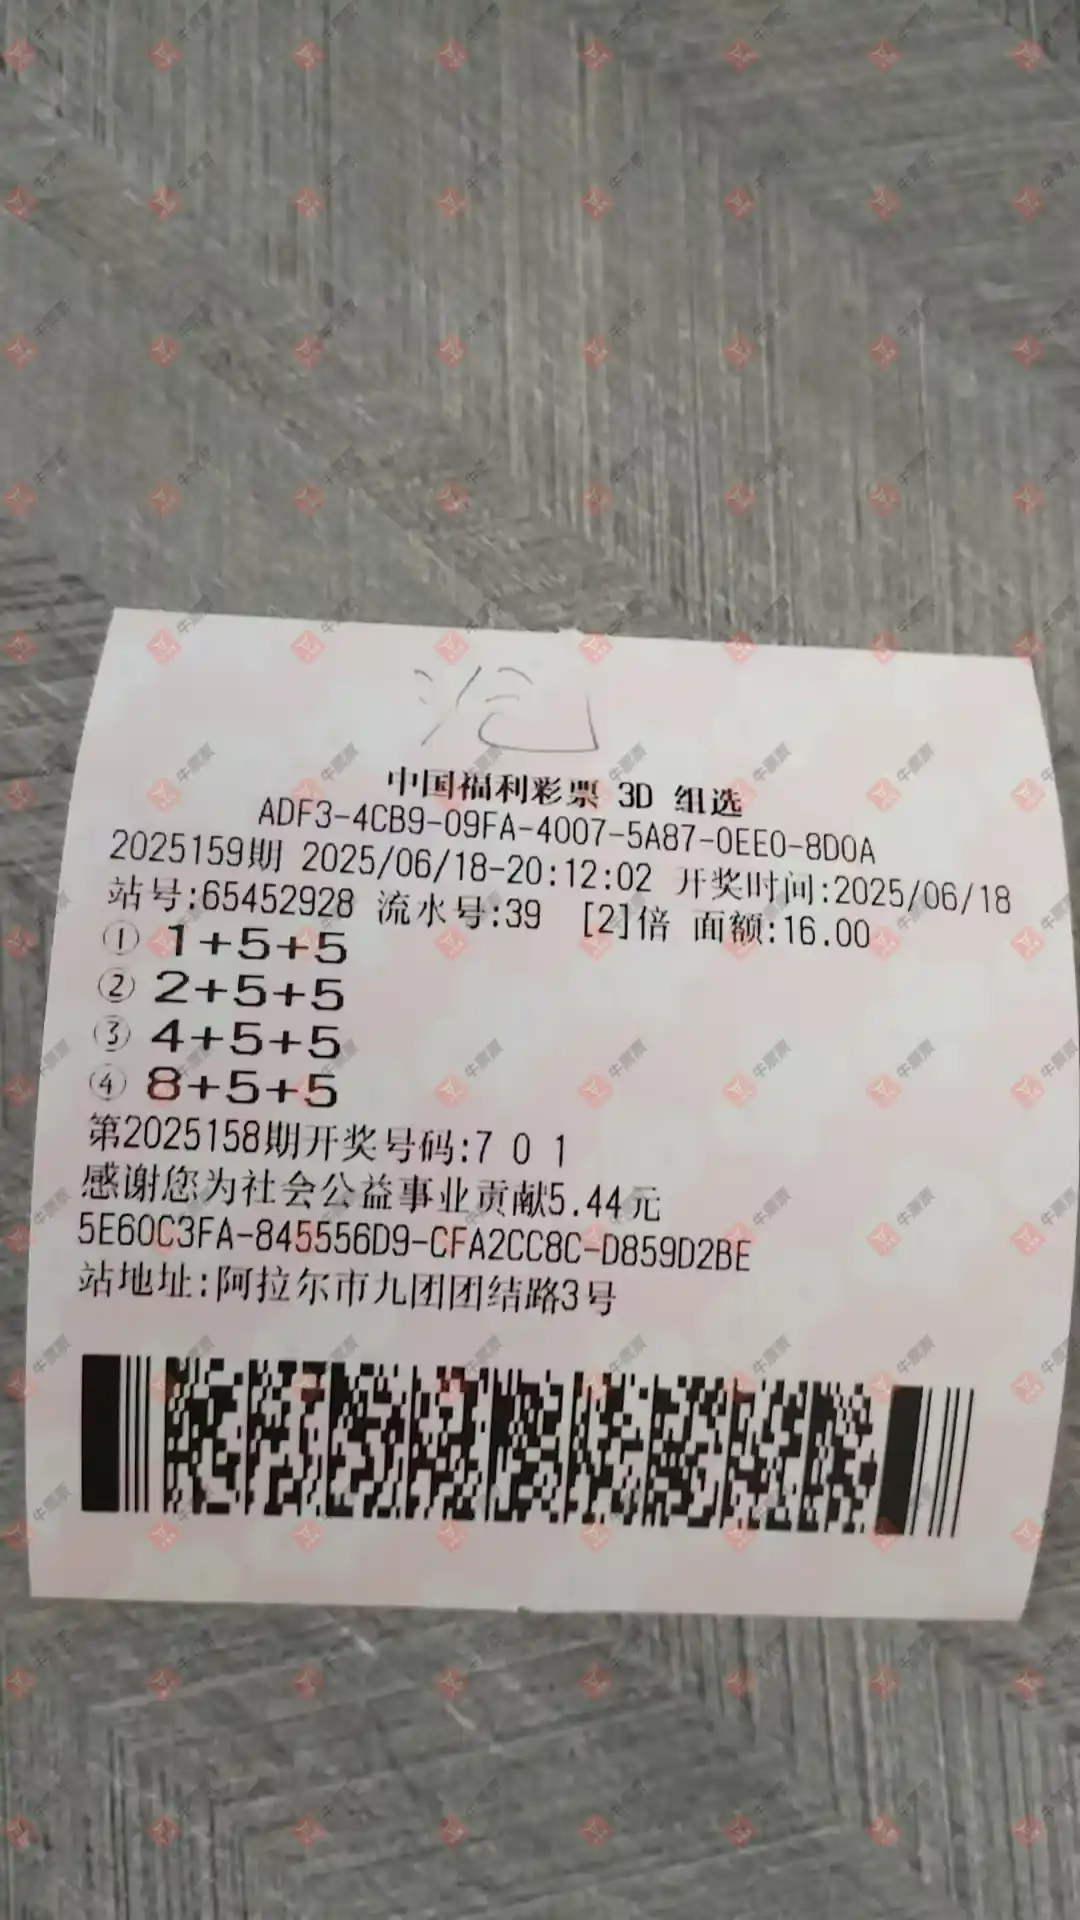 中国福利彩票 3D 组选
ADF3-4CB9-09FA-4007-5A87-0EE0-8D0A
2025159期 2025/06/18-20:12:02 开奖时间:2025/06/18
站号:65452928 流水号:39 [2]倍 面额:16.00
① 1+5+5
② 2+5+5
③ 4+5+5
④ 8+5+5
第2025158期开奖号码:7 0 1
感谢您为社会公益事业贡献5.44元
5E60C3FA-845556D9-CFA2CC8C-D859D2BE
站地址:阿拉尔市九团团结路3号